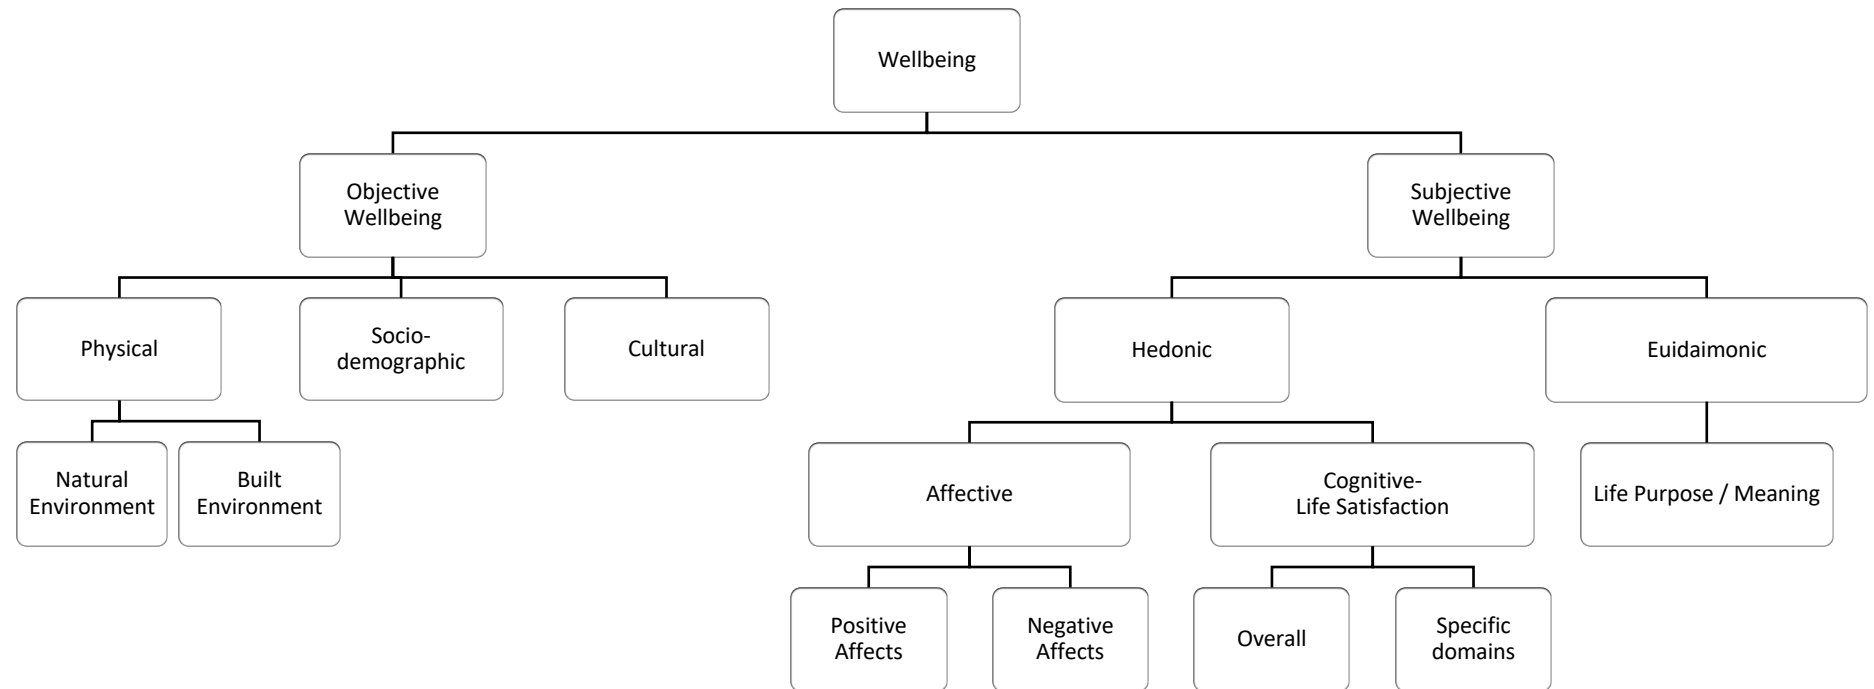 Wellbeing
Objective
Wellbeing
Subjective
Wellbeing
Physical
Socio-
demographic
Cultural
Hedonic
Euidaimonic
Natural
Environment
Built
Environment
Affective
Cognitive-
Life Satisfaction
Life Purpose / Meaning
Positive
Affects
Negative
Affects
Overall
Specific
domains